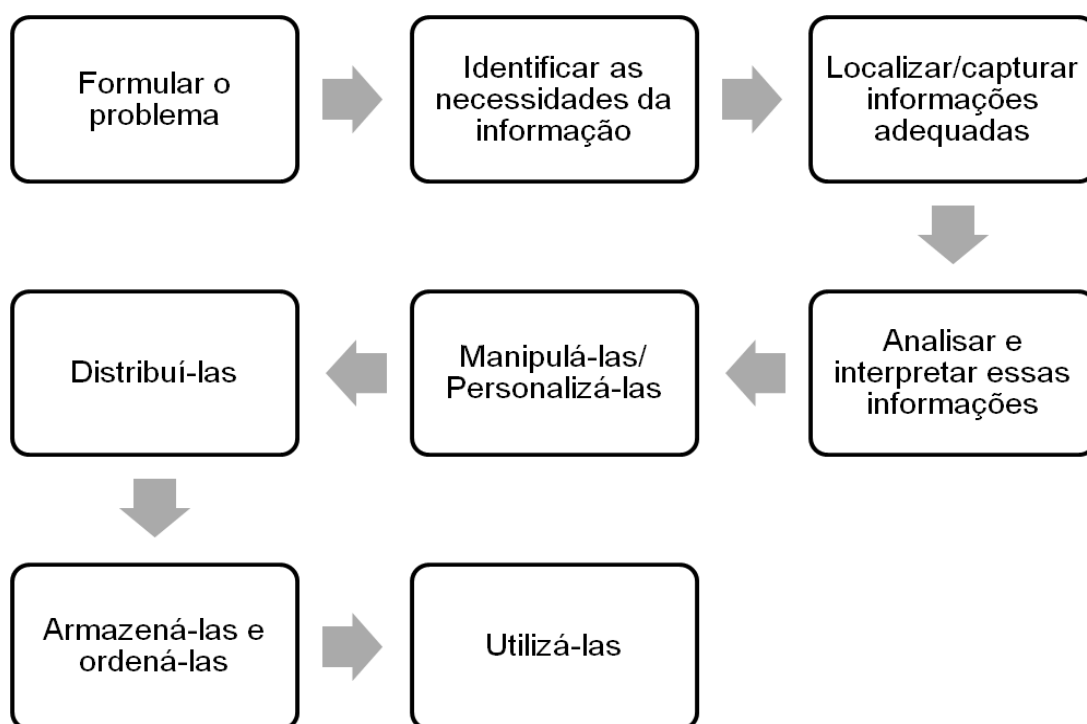 Formular o
problema
Identificar as
necessidades da
informação
Localizar/capturar
informações
adequadas
Analisar e
interpretar essas
informações
Manipulá-las/
Personalizá-las
Distribuí-las
Armazená-las e
ordená-las
Utilizá-las